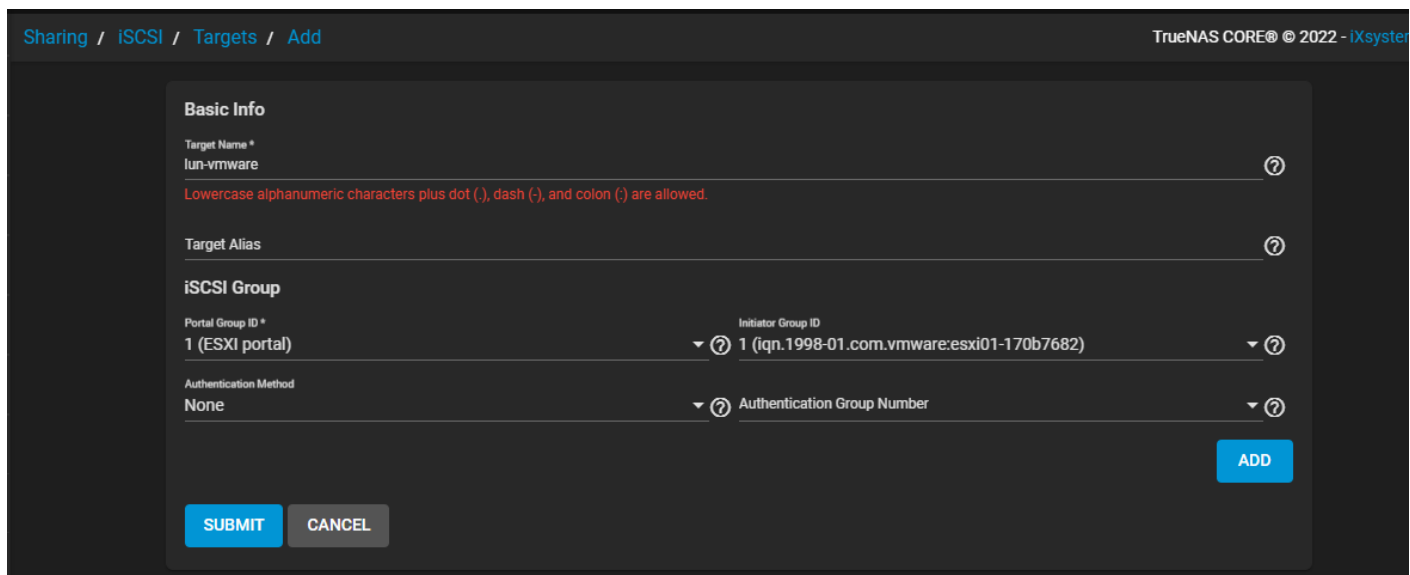 Sharing / iSCSI / Targets / Add
TrueNAS CORE® © 2022 - iXsystem
Basic Info
Target Name *
lun-vmware
Lowercase alphanumeric characters plus dot (.), dash (-), and colon (:) are allowed.
Target Alias
iSCSI Group
Portal Group ID *
1 (ESXI portal)
Initiator Group ID
1 (iqn.1998-01.com.vmware:esxi01-170b7682)
Authentication Method
None
Authentication Group Number
ADD
SUBMIT CANCEL